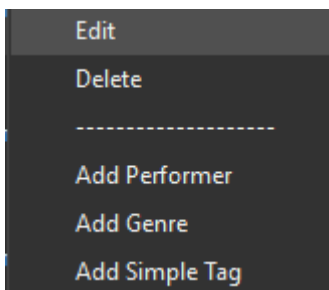 Edit
Delete
--------------------
Add Performer
Add Genre
Add Simple Tag